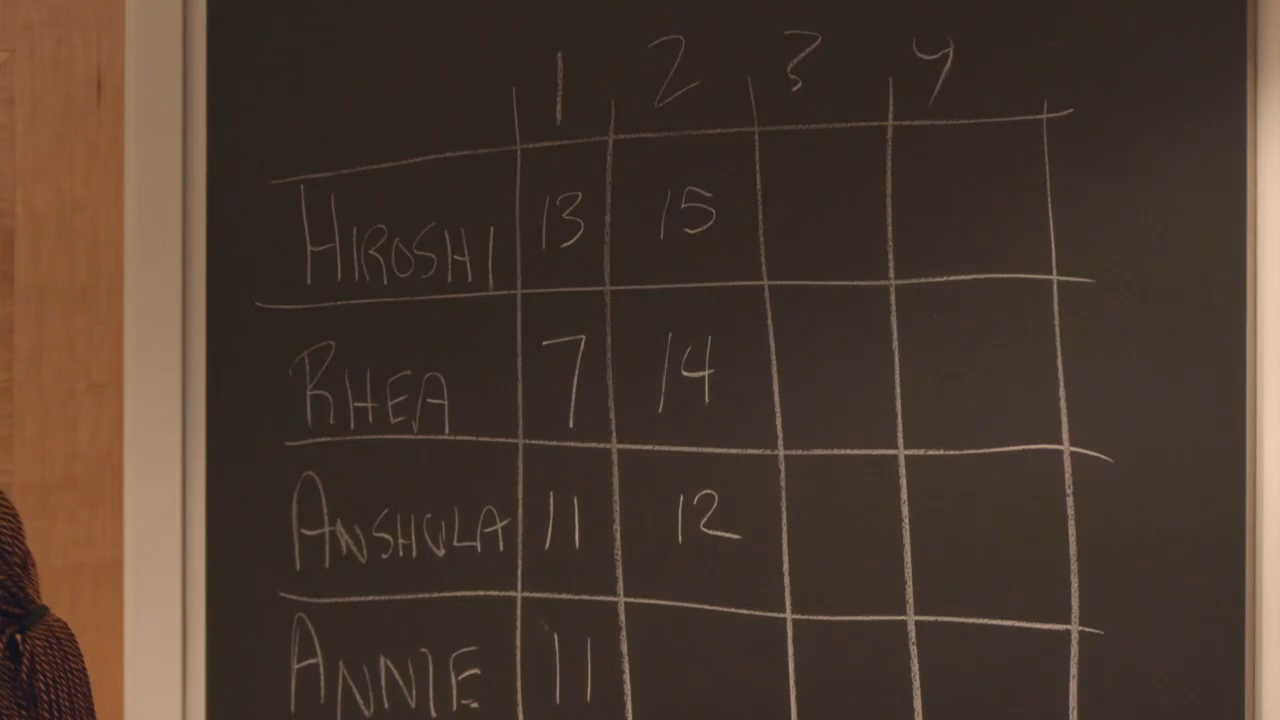 1 2 3 4
HIROSHI 13 15
RHEA 7 14
ANSHULA 11 12
ANNIE 11